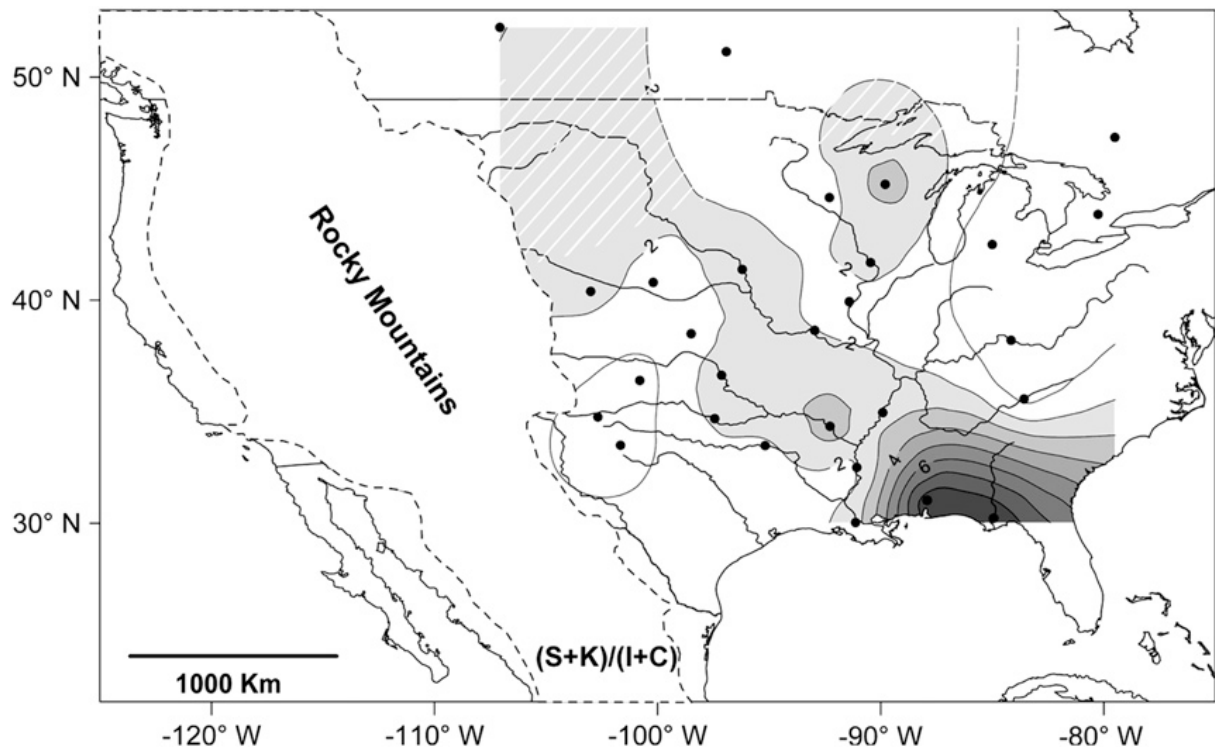 50° N
40° N
30° N
Rocky Mountains
2
2
2
2
2
4
6
(S+K)/(I+C)
1000 Km
-120° W
-110° W
-100° W
-90° W
-80° W